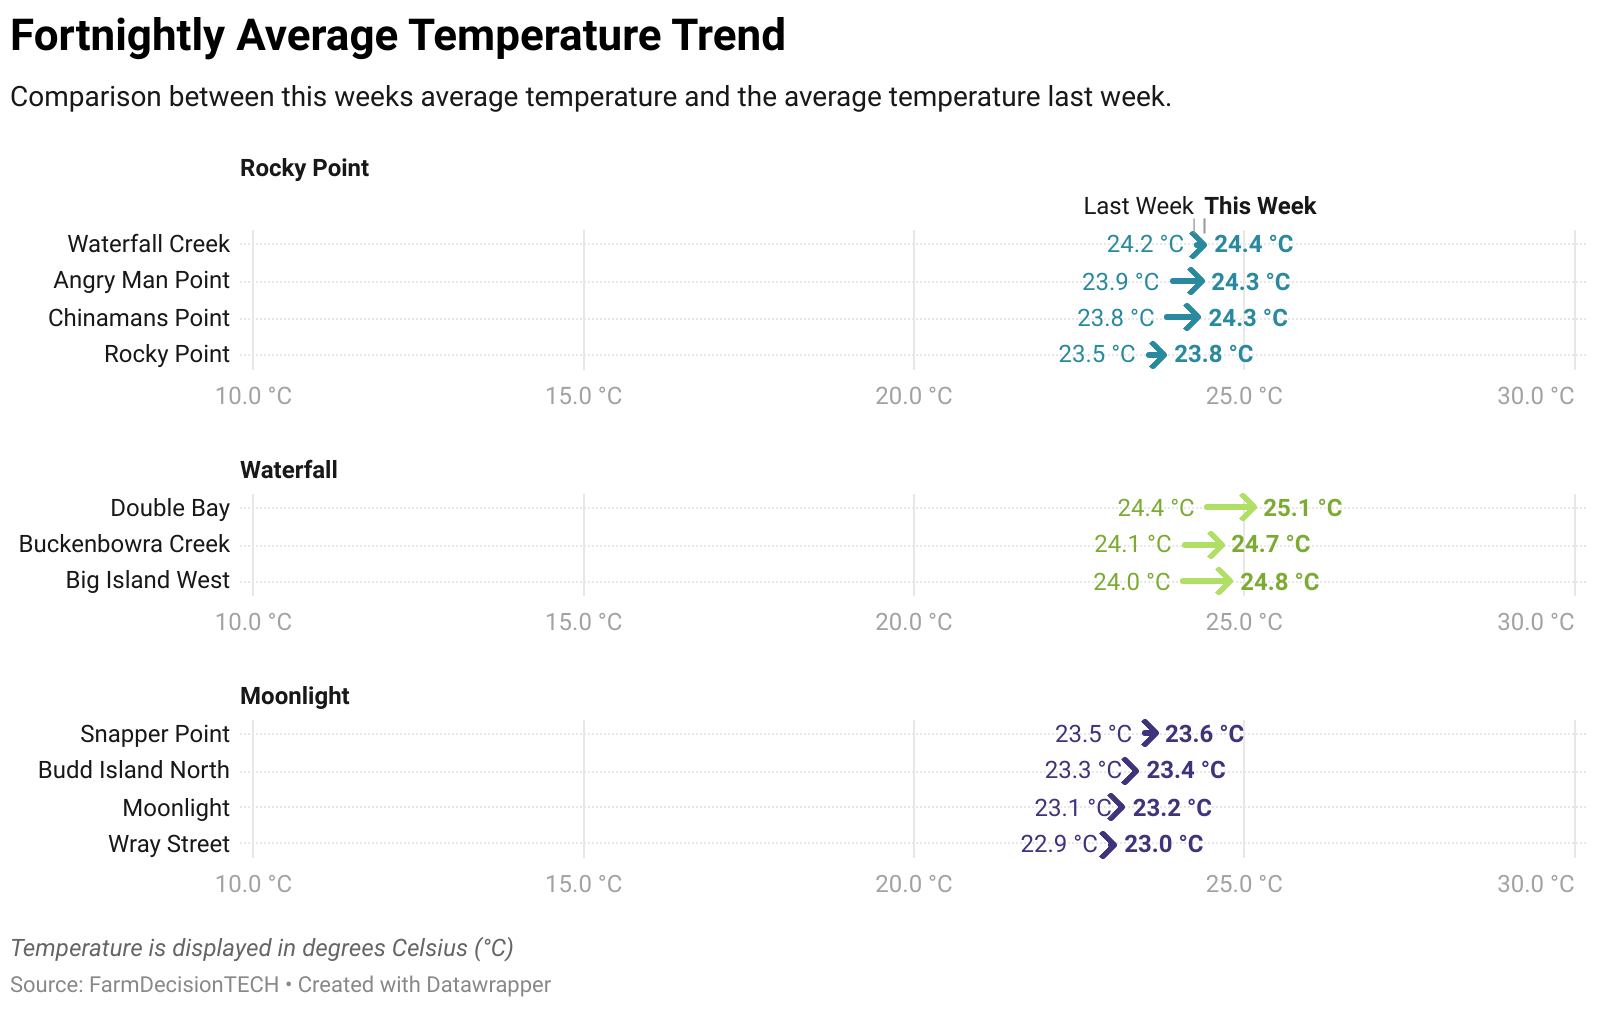 Fortnightly Average Temperature Trend
Comparison between this weeks average temperature and the average temperature last week.
Rocky Point
Last Week This Week
Waterfall Creek 24.2 °C 24.4 °C
Angry Man Point 23.9 °C 24.3 °C
Chinamans Point 23.8 °C 24.3 °C
Rocky Point 23.5 °C 23.8 °C
10.0 °C 15.0 °C 20.0 °C 25.0 °C 30.0 °C
Waterfall
Double Bay 24.4 °C 25.1 °C
Buckenbowra Creek 24.1 °C 24.7 °C
Big Island West 24.0 °C 24.8 °C
10.0 °C 15.0 °C 20.0 °C 25.0 °C 30.0 °C
Moonlight
Snapper Point 23.5 °C 23.6 °C
Budd Island North 23.3 °C 23.4 °C
Moonlight 23.1 °C 23.2 °C
Wray Street 22.9 °C 23.0 °C
10.0 °C 15.0 °C 20.0 °C 25.0 °C 30.0 °C
Temperature is displayed in degrees Celsius (°C)
Source: FarmDecisionTECH • Created with Datawrapper